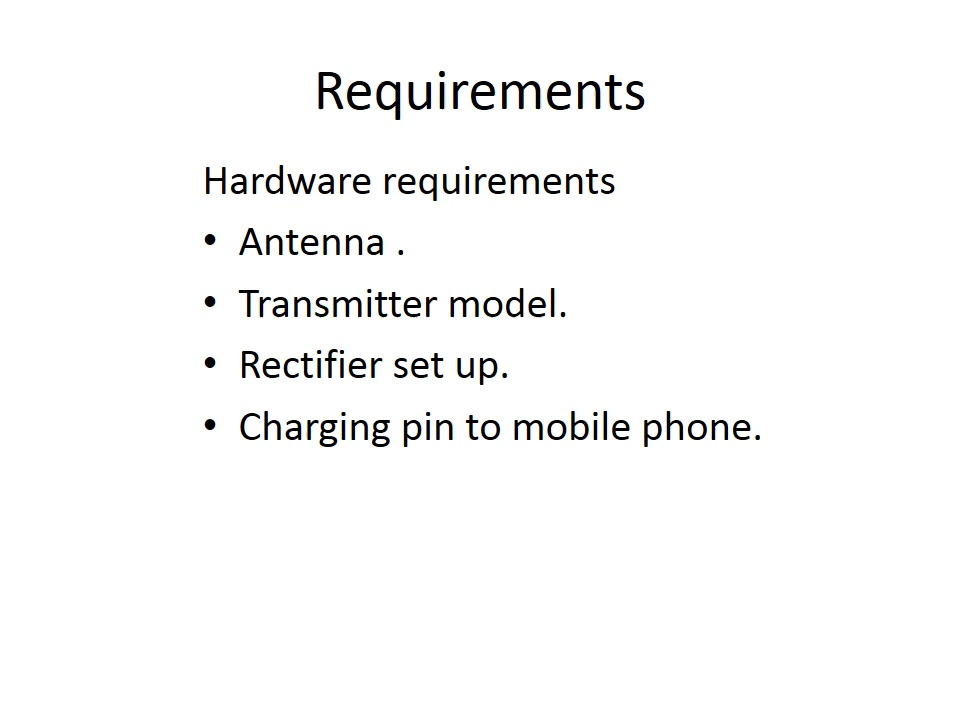 Requirements
Hardware requirements
• Antenna .
• Transmitter model.
• Rectifier set up.
• Charging pin to mobile phone.